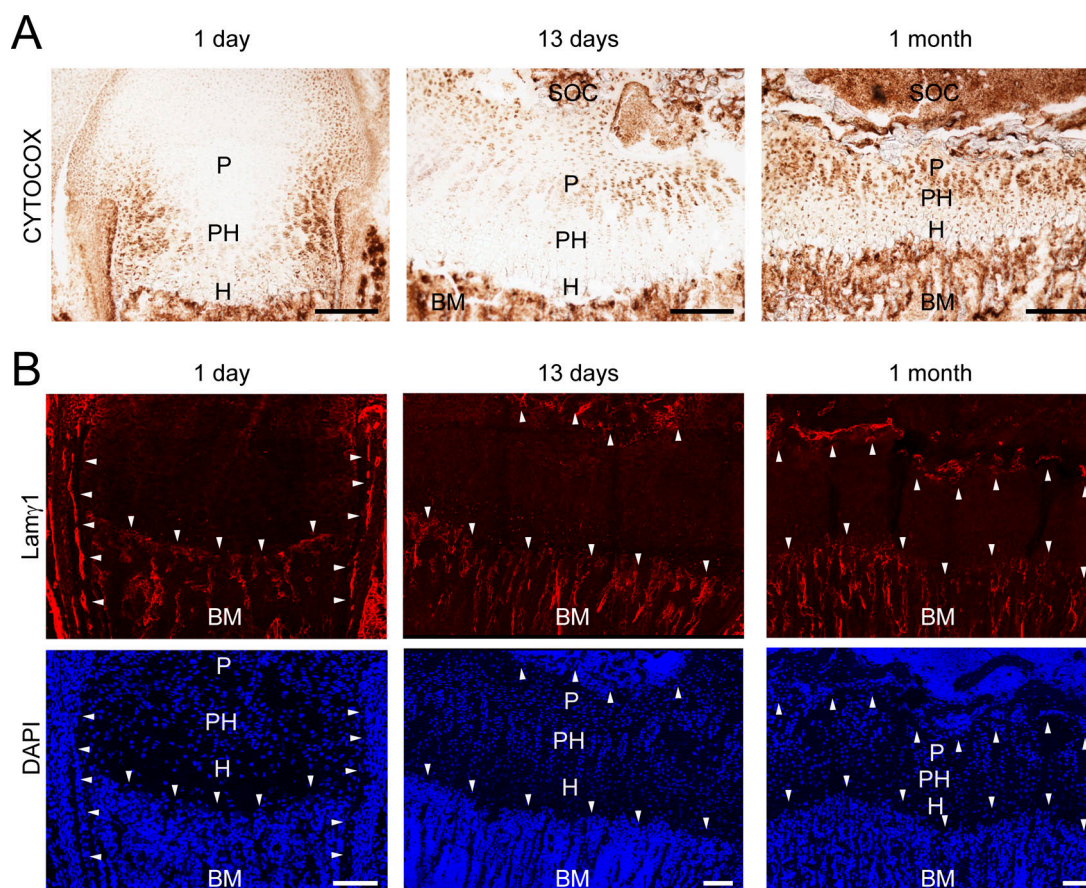 A
1 day
13 days
1 month
CYTOCOX
P
PH
H
SOC
P
PH
H
BM
SOC
P
PH
H
BM
B
1 day
13 days
1 month
Lamγ1
BM
BM
BM
DAPI
P
PH
H
BM
P
PH
H
BM
P
PH
H
BM